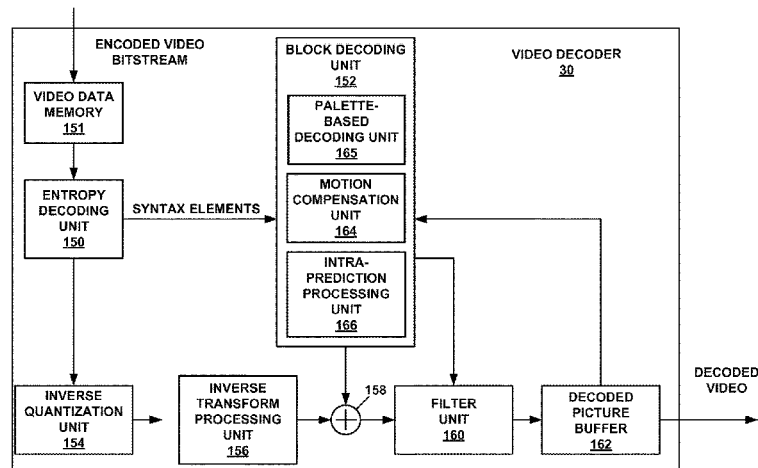 ENCODED VIDEO
BITSTREAM
VIDEO DATA
MEMORY
151
ENTROPY
DECODING
UNIT
150
SYNTAX ELEMENTS
BLOCK DECODING
UNIT
152
PALETTE-
BASED
DECODING UNIT
165
MOTION
COMPENSATION
UNIT
164
INTRA-
PREDICTION
PROCESSING
UNIT
166
VIDEO DECODER
30
INVERSE
QUANTIZATION
UNIT
154
INVERSE
TRANSFORM
PROCESSING
UNIT
156
158
FILTER
UNIT
160
DECODED
PICTURE
BUFFER
162
DECODED
VIDEO